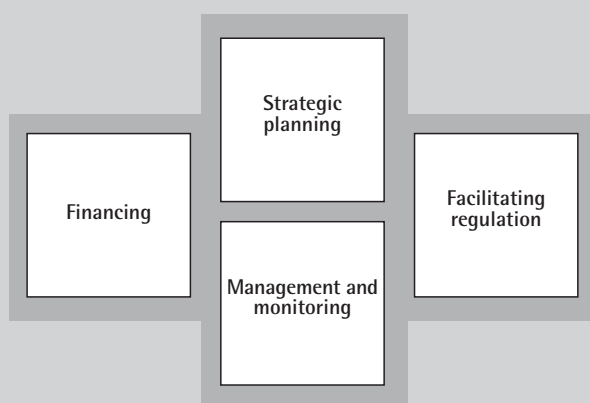 Strategic
planning
Financing
Facilitating
regulation
Management and
monitoring